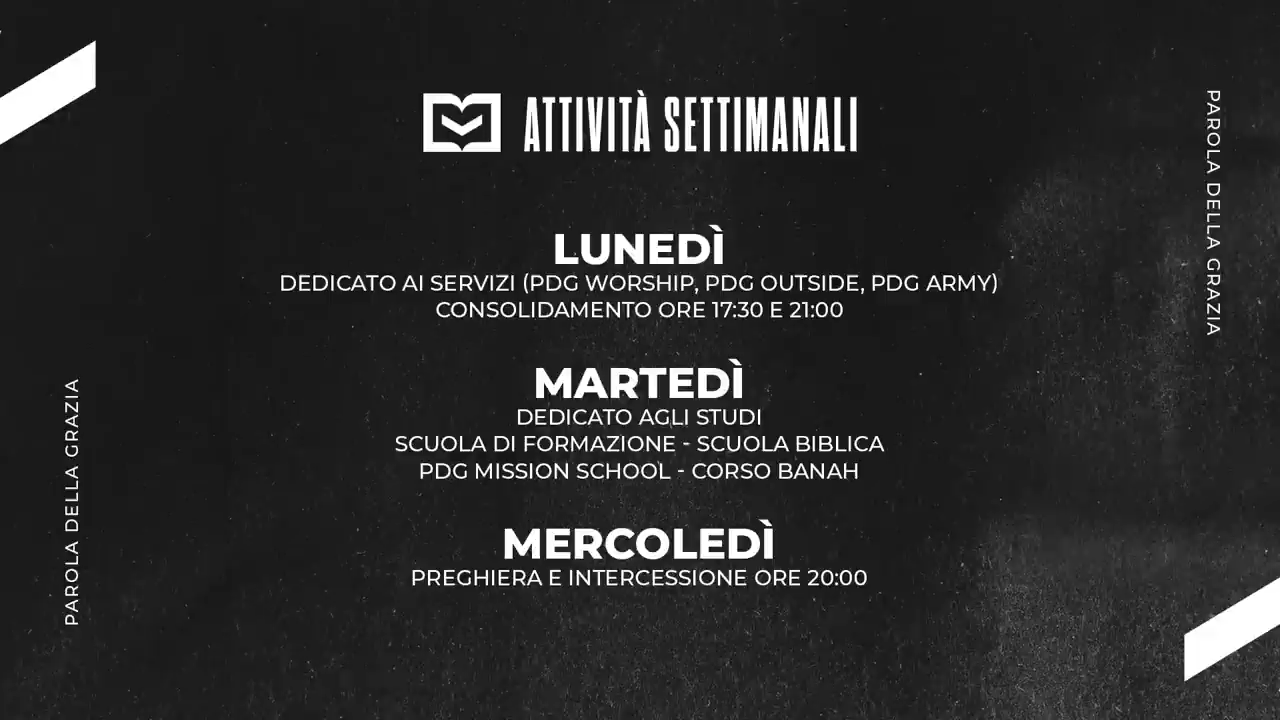 ATTIVITÀ SETTIMANALI
LUNEDÌ
DEDICATO AI SERVIZI (PDG WORSHIP, PDG OUTSIDE, PDG ARMY)
CONSOLIDAMENTO ORE 17:30 E 21:00
MARTEDÌ
DEDICATO AGLI STUDI
SCUOLA DI FORMAZIONE - SCUOLA BIBLICA
PDG MISSION SCHOOL - CORSO BANAH
MERCOLEDÌ
PREGHIERA E INTERCESSIONE ORE 20:00
PAROLA DELLA GRAZIA
PAROLA DELLA GRAZIA